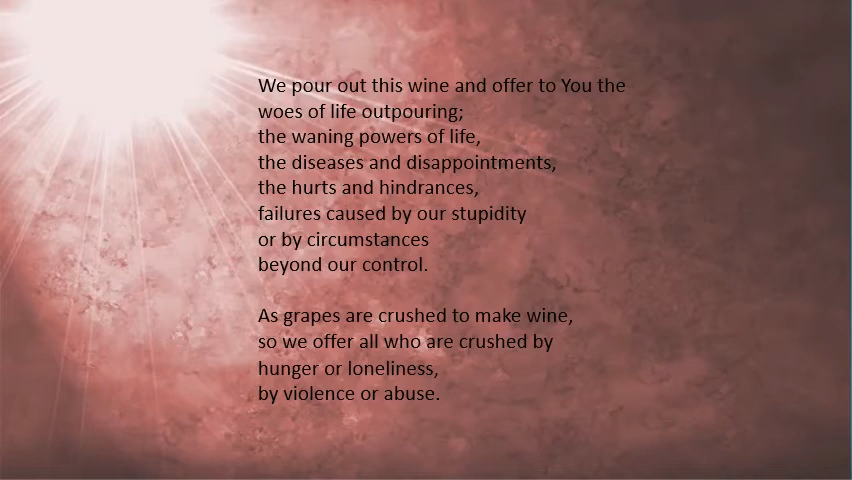 We pour out this wine and offer to You the
woes of life outpouring;
the waning powers of life,
the diseases and disappointments,
the hurts and hindrances,
failures caused by our stupidity
or by circumstances
beyond our control.
As grapes are crushed to make wine,
so we offer all who are crushed by
hunger or loneliness,
by violence or abuse.